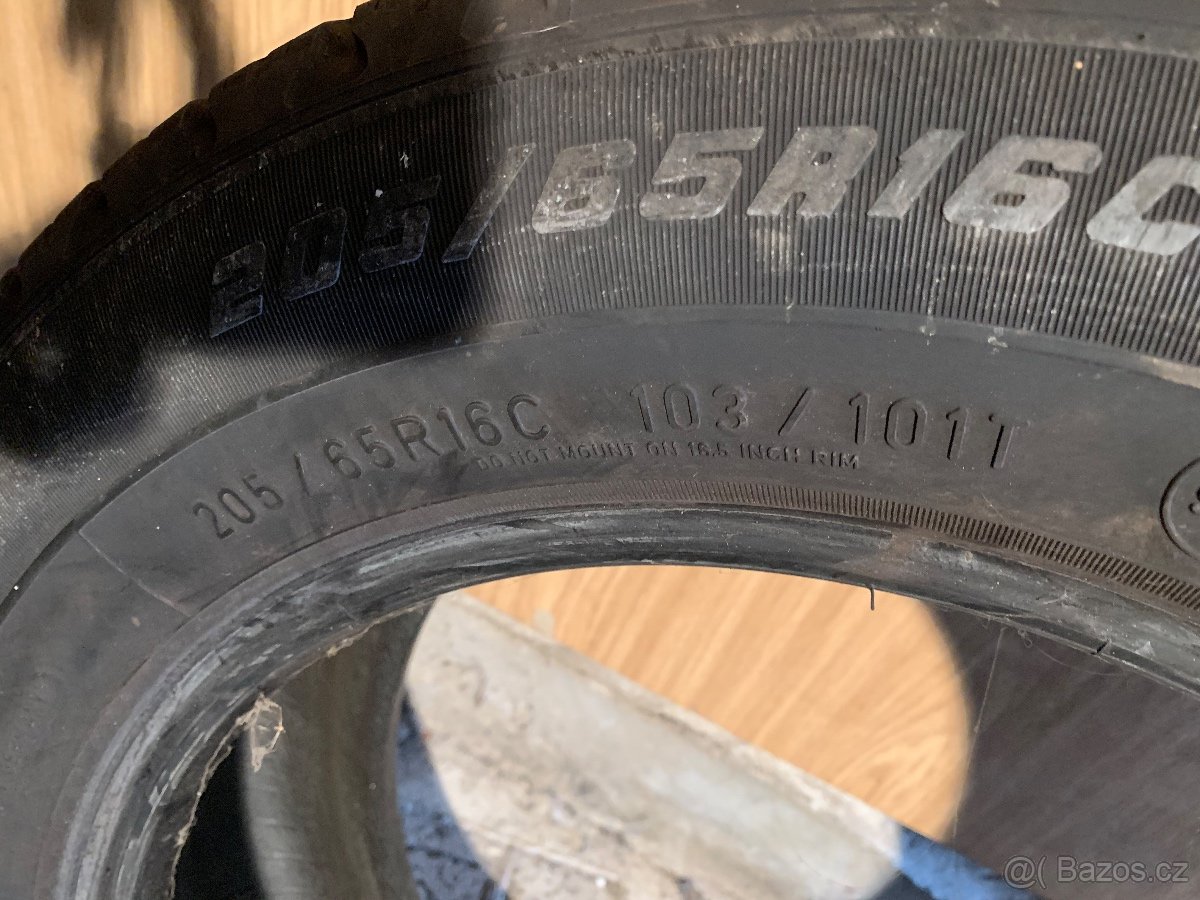 205/65R16C
205 / 65R16C 103 / 101T
DO NOT MOUNT ON 16.5 INCH RIM
@( Bazos.cz